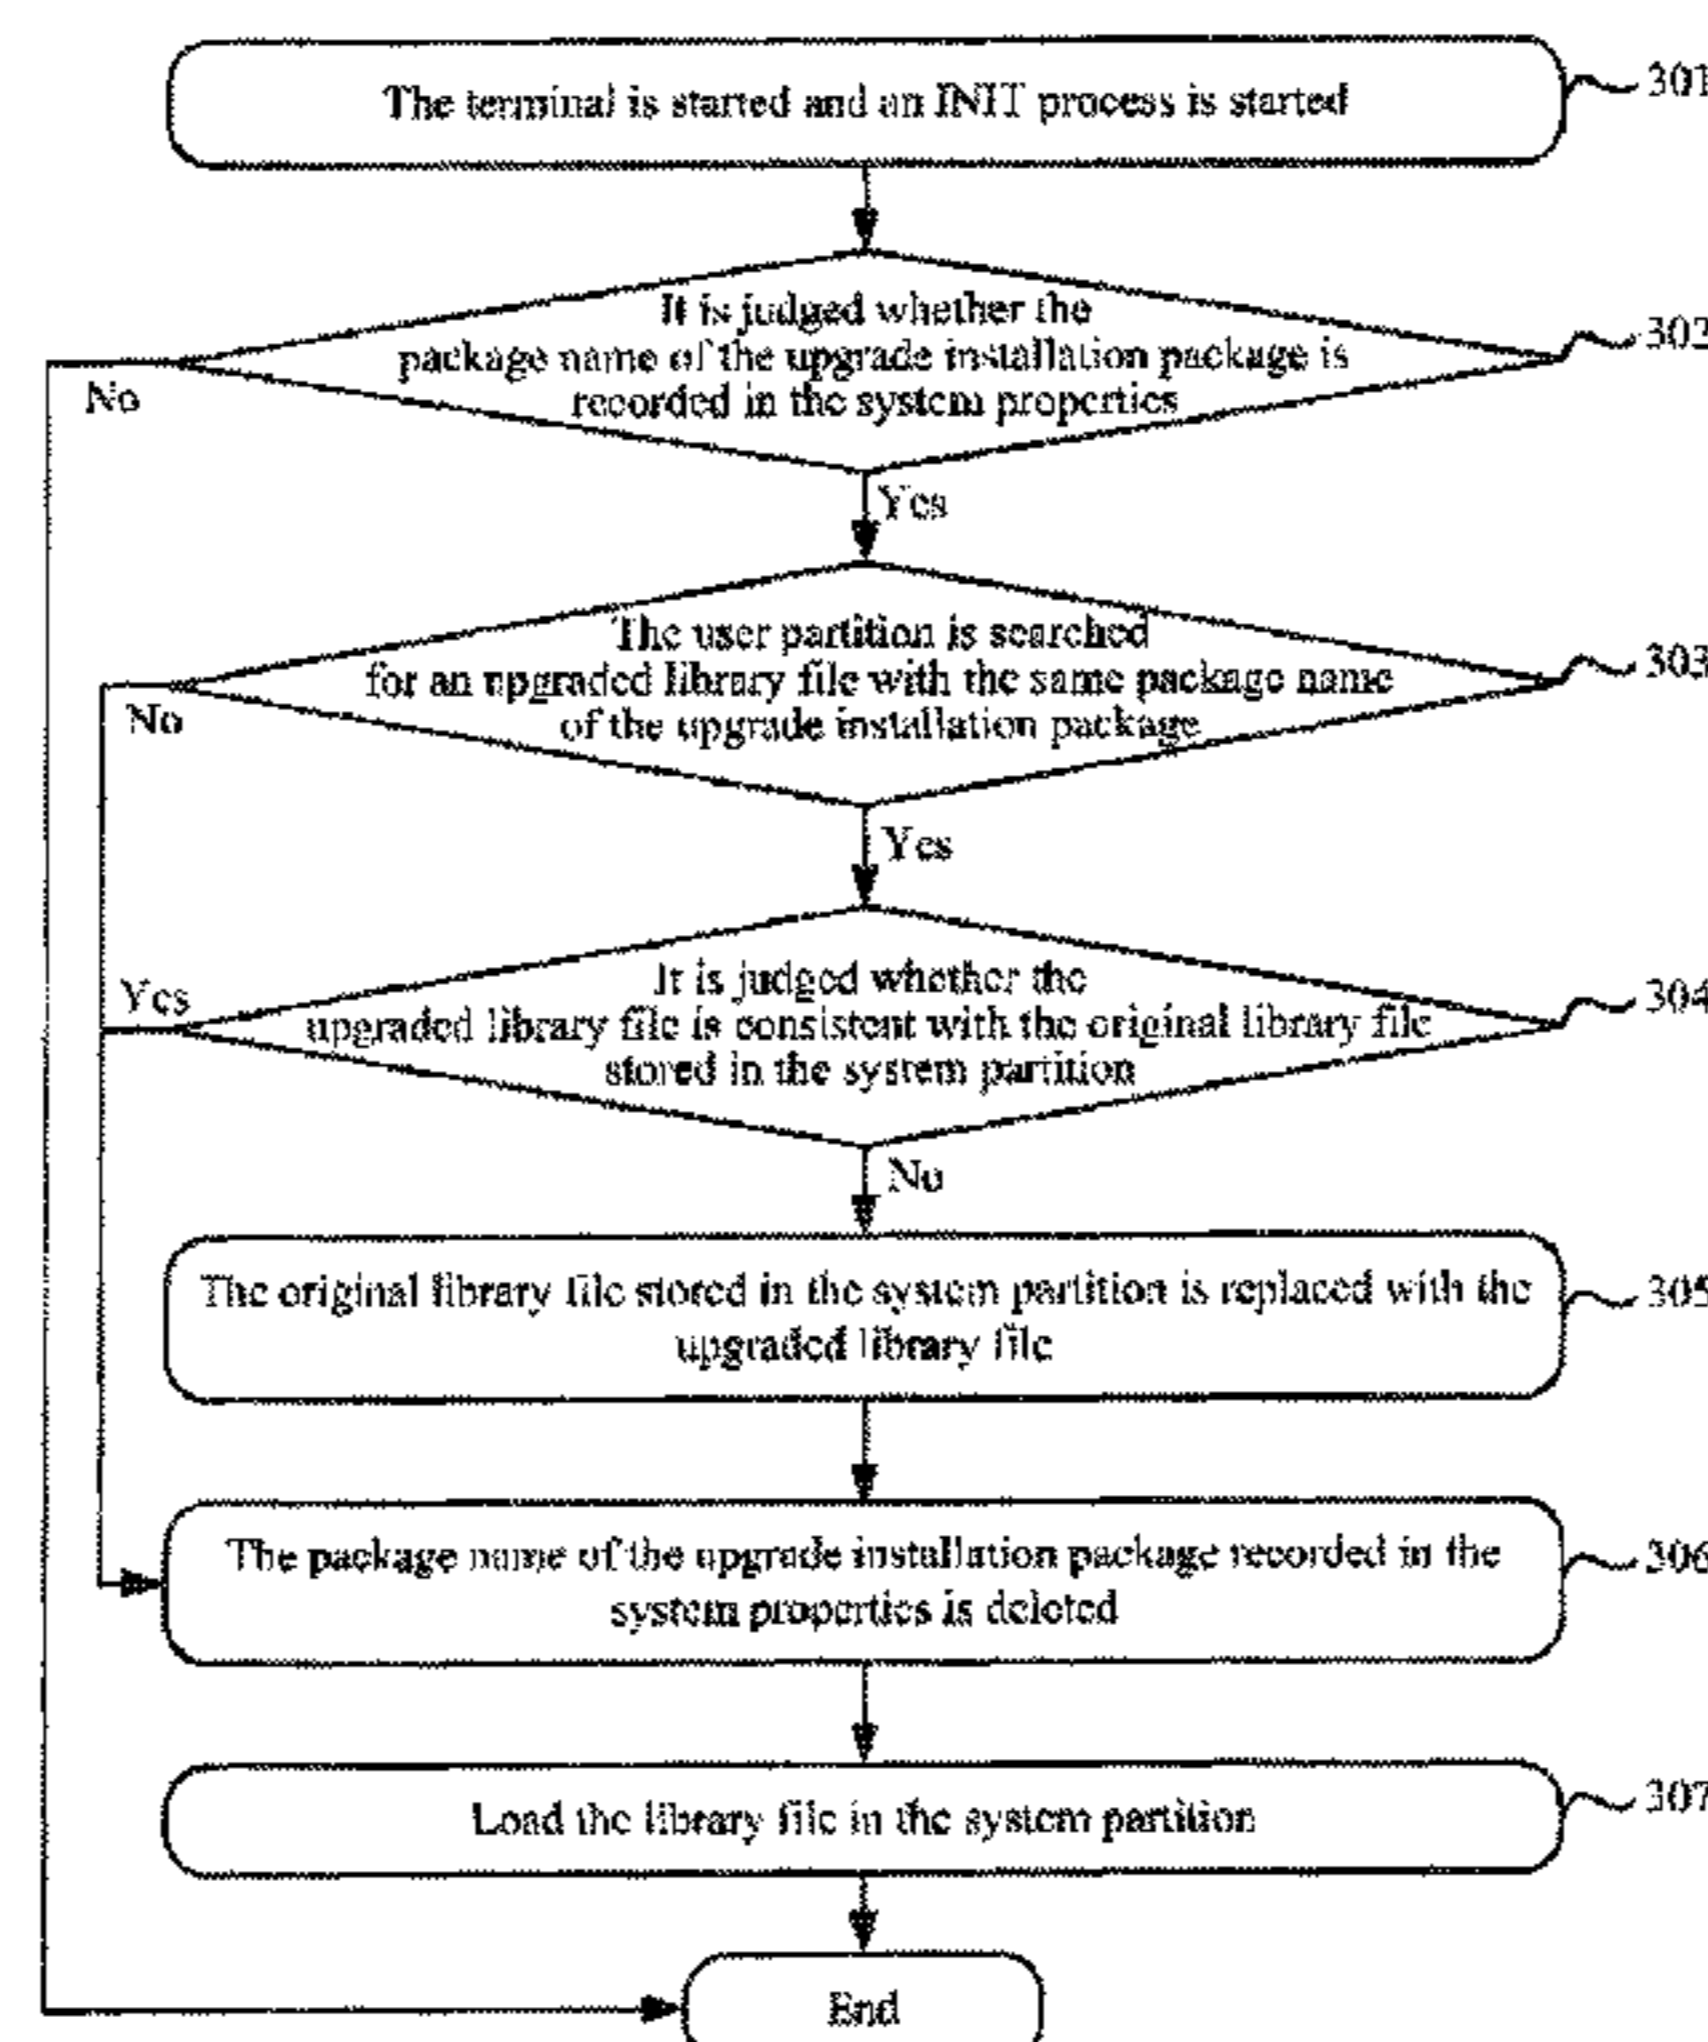 The terminal is started and an INIT process is started
301
It is judged whether the
package name of the upgrade installation package is
recorded in the system properties
302
No
Yes
The user partition is searched
for an upgraded library file with the same package name
of the upgrade installation package
303
No
Yes
It is judged whether the
upgraded library file is consistent with the original library file
stored in the system partition
304
Yes
No
The original library file stored in the system partition is replaced with the
upgraded library file
305
The package name of the upgrade installation package recorded in the
system properties is deleted
306
Load the library file in the system partition
307
End